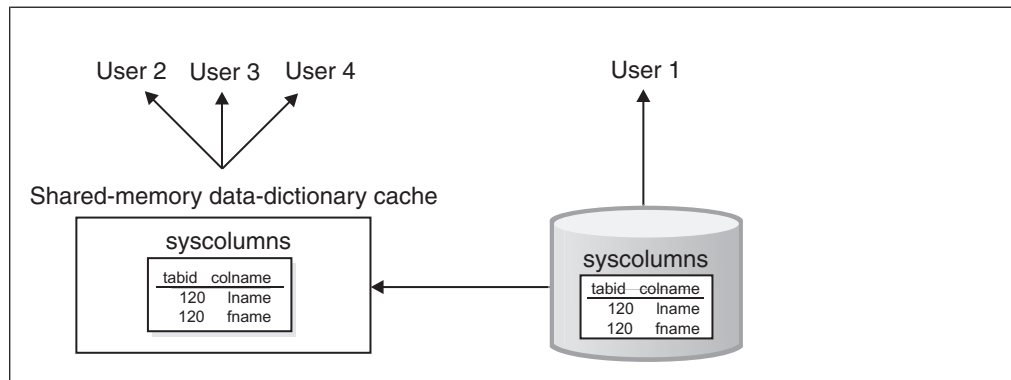 User 2 User 3 User 4
User 1
Shared-memory data-dictionary cache
syscolumns
tabid colname
120 lname
120 fname
syscolumns
tabid colname
120 lname
120 fname